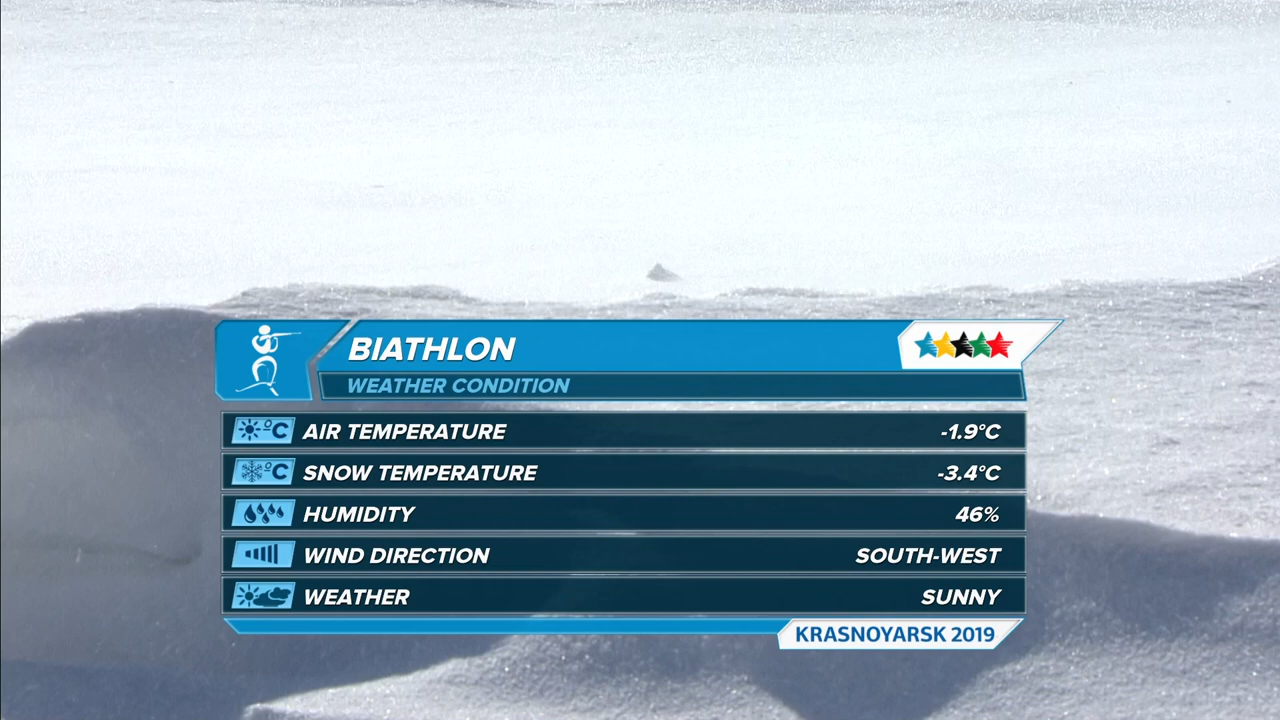 BIATHLON
WEATHER CONDITION
°C AIR TEMPERATURE -1.9°C
°C SNOW TEMPERATURE -3.4°C
HUMIDITY 46%
WIND DIRECTION SOUTH-WEST
WEATHER SUNNY
KRASNOYARSK 2019